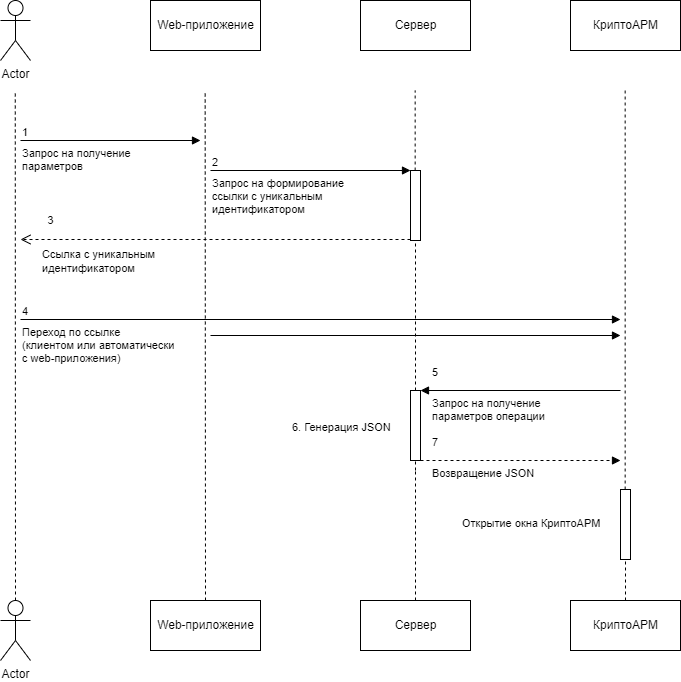 Web-приложение
Сервер
КриптоАРМ
Actor
1
Запрос на получение
параметров
2
Запрос на формирование
ссылки с уникальным
идентификатором
3
Ссылка с уникальным
идентификатором
4
Переход по ссылке
(клиентом или автоматически
с web-приложения)
5
Запрос на получение
параметров операции
6. Генерация JSON
7
Возвращение JSON
Открытие окна КриптоАРМ
Web-приложение
Сервер
КриптоАРМ
Actor